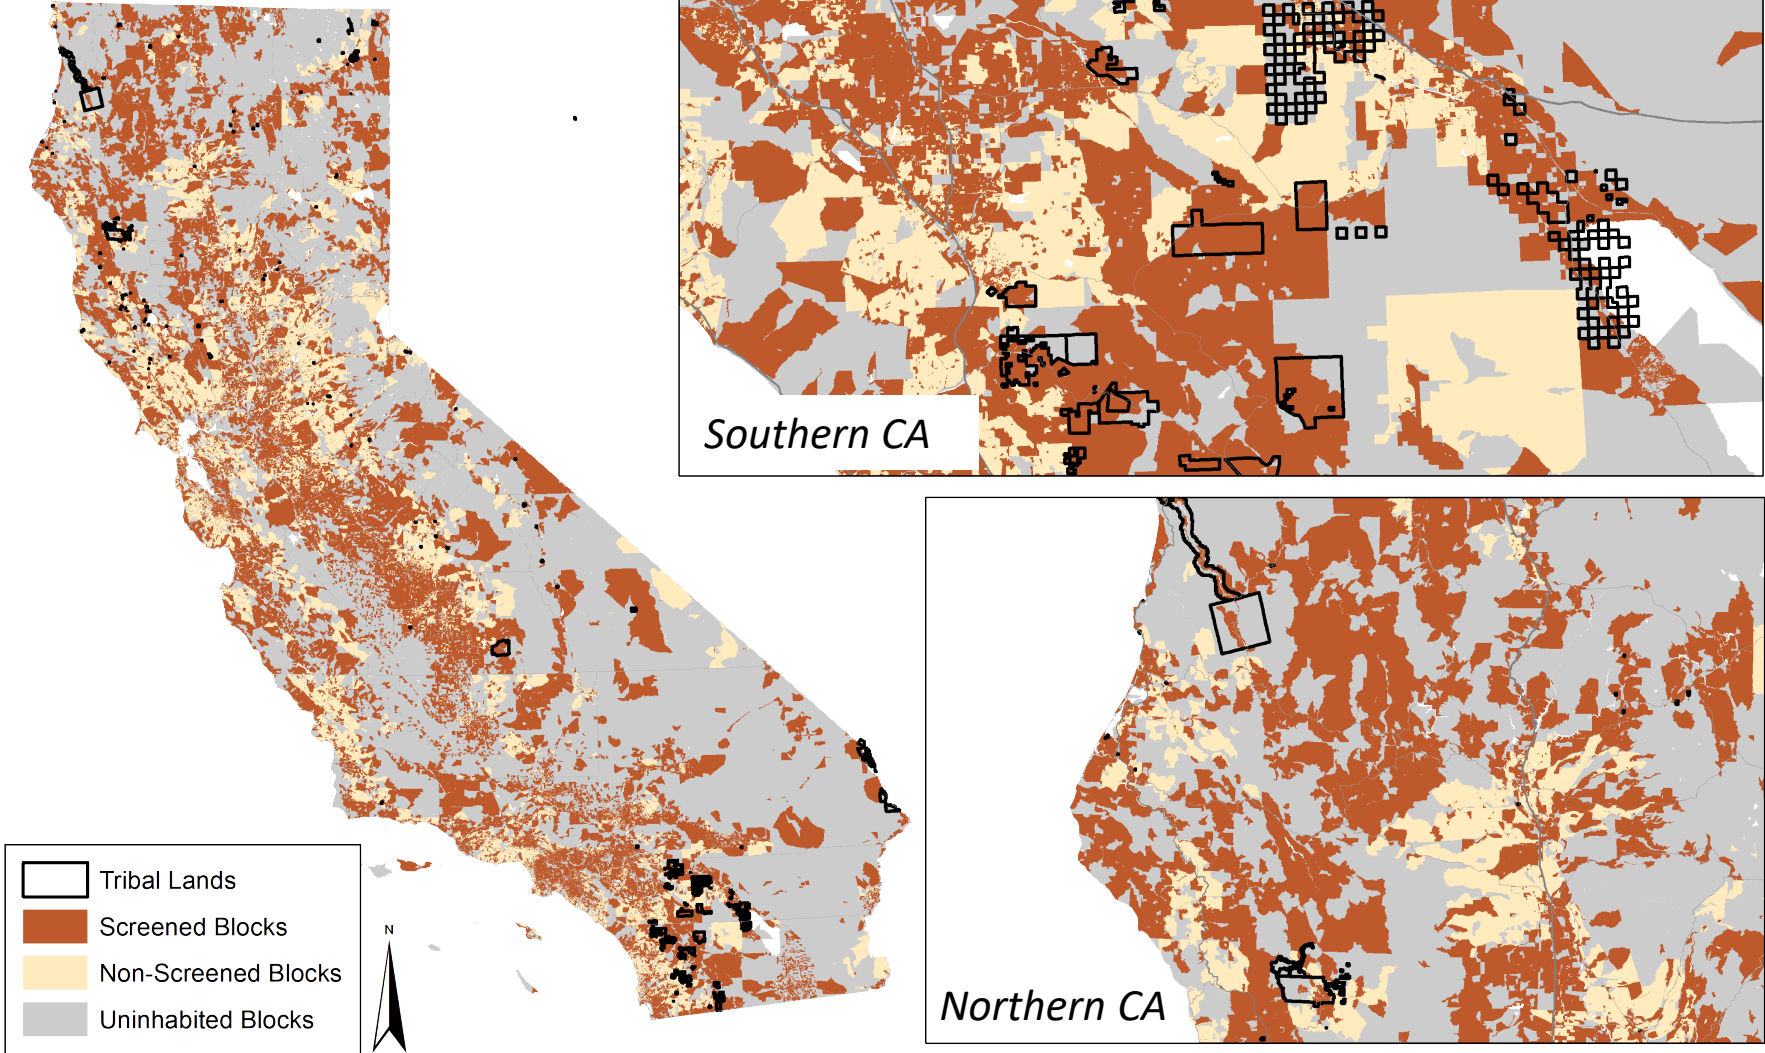 Southern CA
Northern CA
Tribal Lands
Screened Blocks
Non-Screened Blocks
Uninhabited Blocks
N